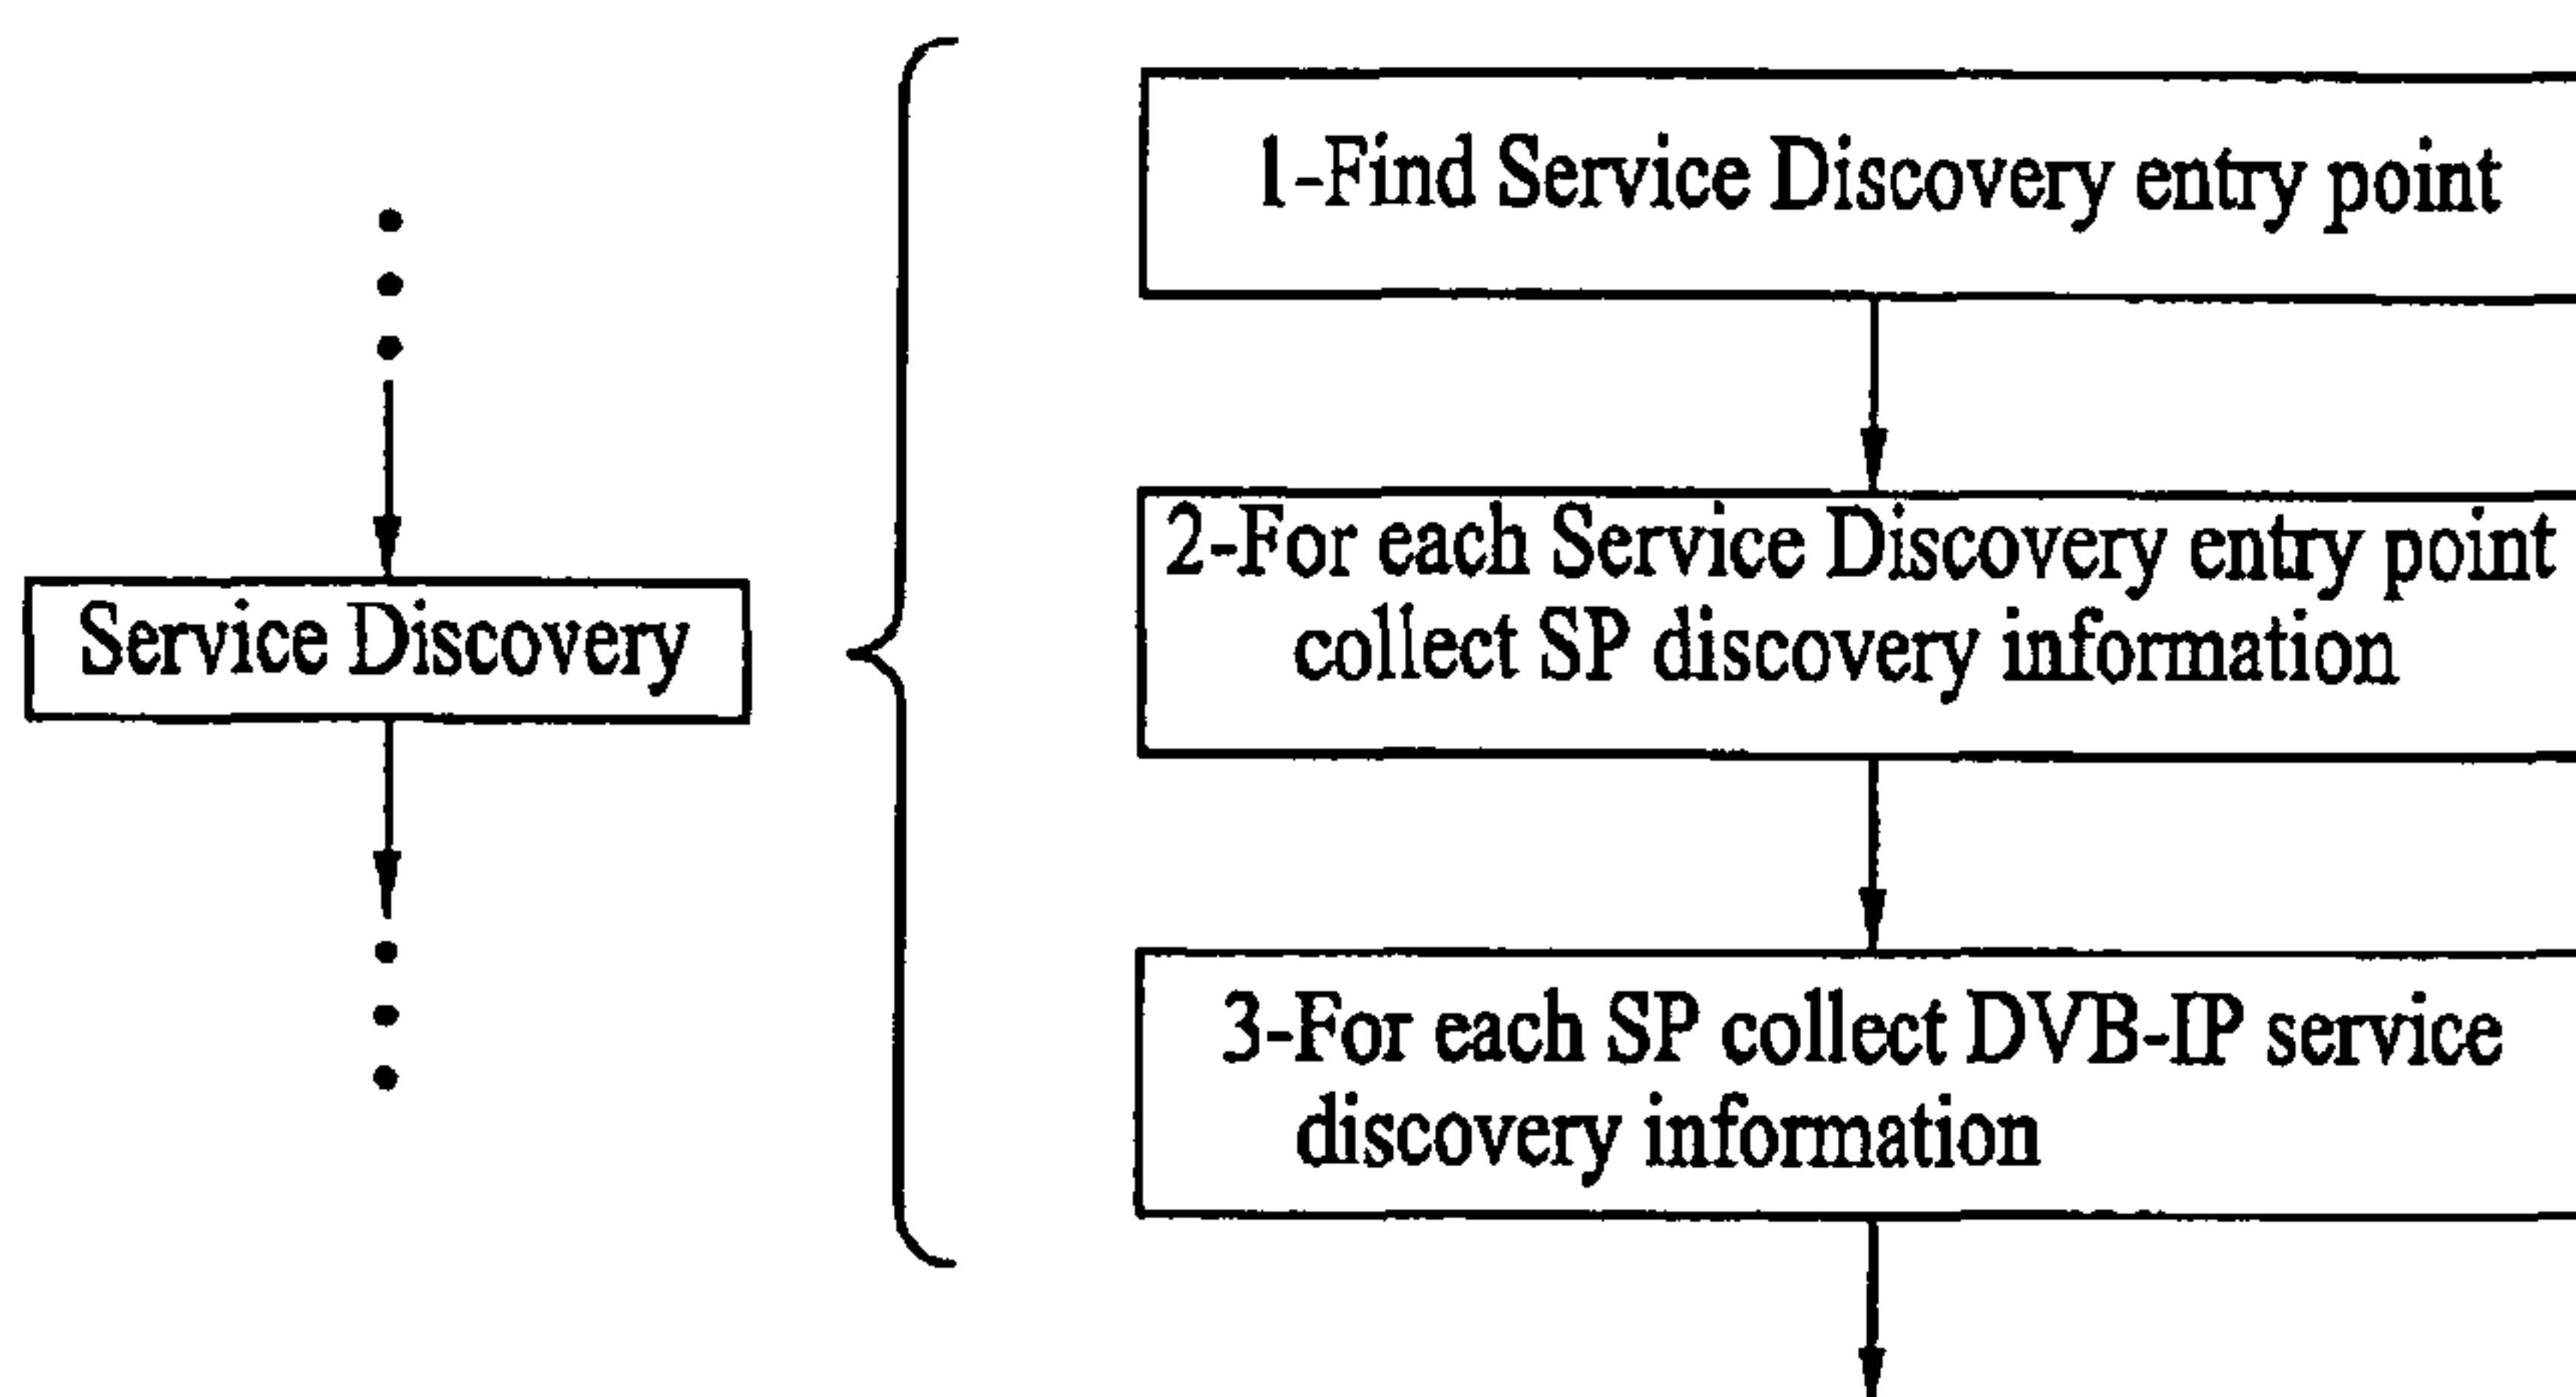 Service Discovery
1-Find Service Discovery entry point
2-For each Service Discovery entry point
collect SP discovery information
3-For each SP collect DVB-IP service
discovery information